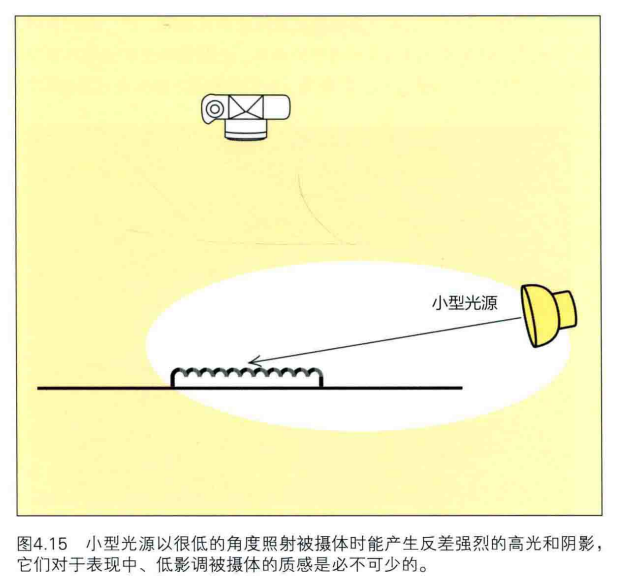 小型光源
图4.15 小型光源以很低的角度照射被摄体时能产生反差强烈的高光和阴影，
它们对于表现中、低影调被摄体的质感是必不可少的。